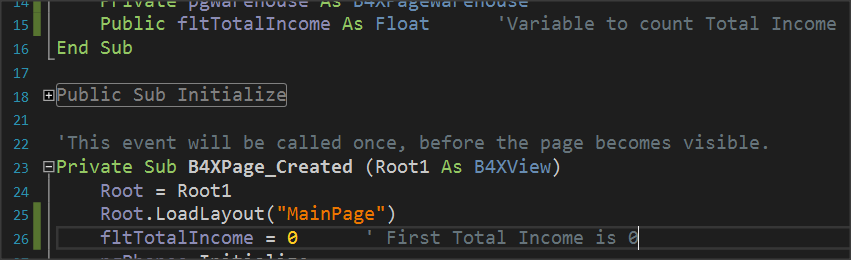 14 Private pgWarehouse As B4XPageWarehouse
15 Public fltTotalIncome As Float 'Variable to count Total Income
16 End Sub
17
18 Public Sub Initialize
21
22 'This event will be called once, before the page becomes visible.
23 Private Sub B4XPage_Created (Root1 As B4XView)
24 Root = Root1
25 Root.LoadLayout("MainPage")
26 fltTotalIncome = 0 ' First Total Income is 0